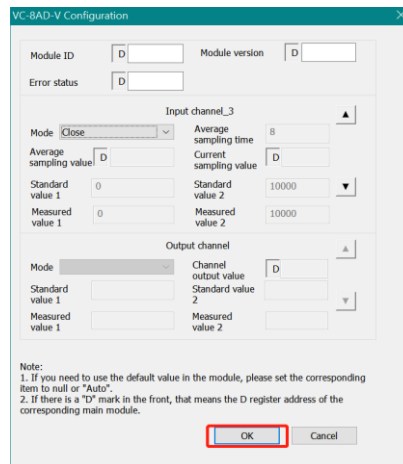 VC-8AD-V Configuration
Module ID D Module version D
Error status D
Input channel_3 ▲
Mode Close Average sampling time 8
Average sampling value D Current sampling value D
Standard value 1 0 Standard value 2 10000 ▼
Measured value 1 0 Measured value 2 10000
Output channel ▲
Mode Channel output value D
Standard value 1 Standard value 2 ▼
Measured value 1 Measured value 2
Note:
1. If you need to use the default value in the module, please set the corresponding
item to null or "Auto".
2. If there is a "D" mark in the front, that means the D register address of the
corresponding main module.
OK Cancel